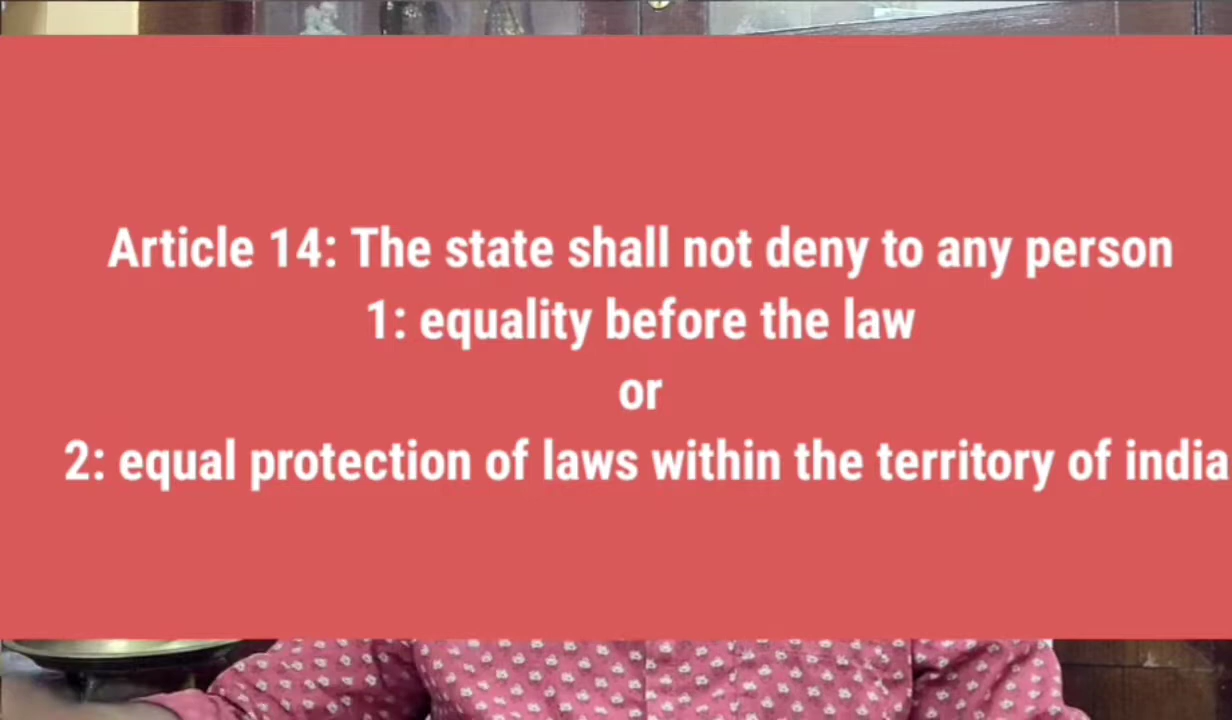 Article 14: The state shall not deny to any person
1: equality before the law
or
2: equal protection of laws within the territory of india